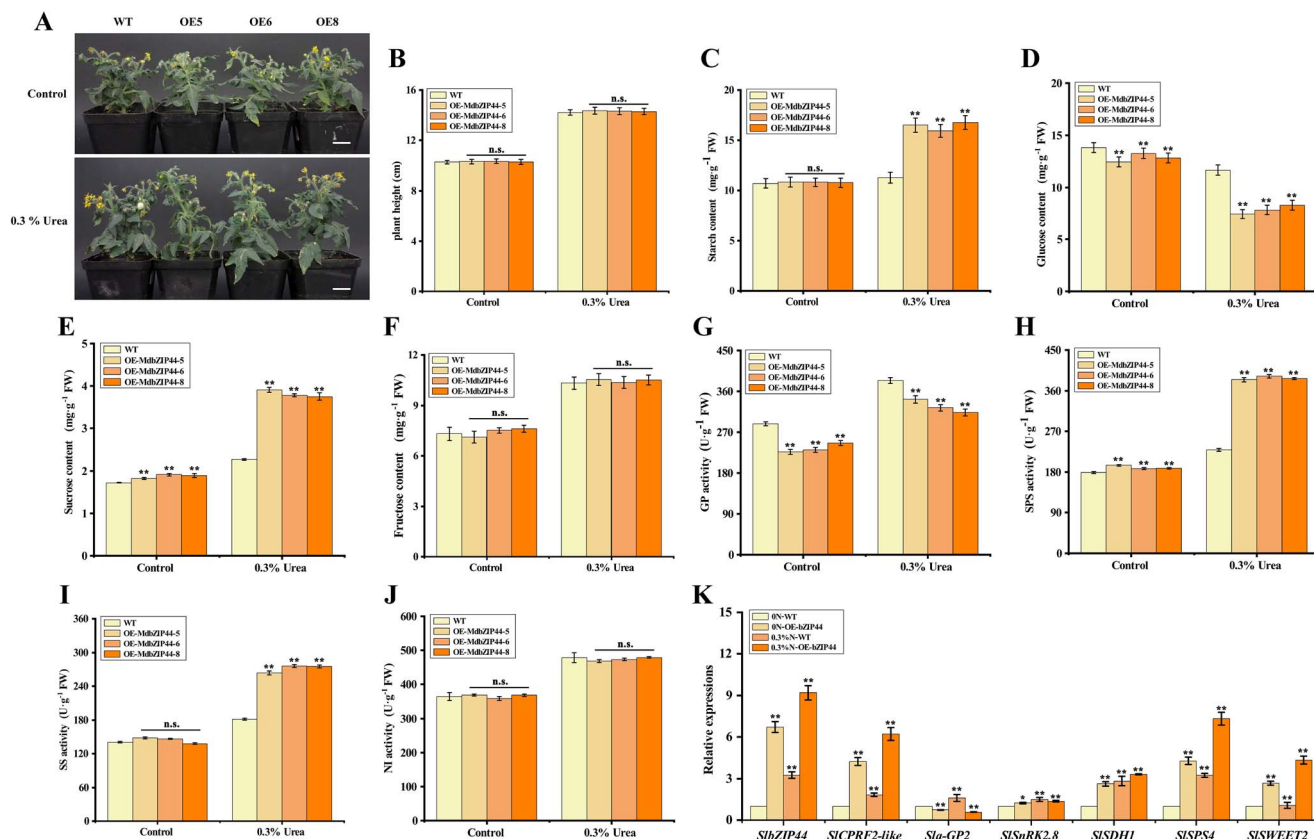 A
WT OE5 OE6 OE8
Control
0.3 % Urea
B
WT
OE-MdbZIP44-5
OE-MdbZIP44-6
OE-MdbZIP44-8
n.s.
n.s.
plant height (cm)
16
12
8
4
0
Control 0.3% Urea
C
WT
OE-MdbZIP44-5
OE-MdbZIP44-6
OE-MdbZIP44-8
n.s.
** ** **
Starch content (mg·g⁻¹ FW)
20
15
10
5
0
Control 0.3% Urea
D
WT
OE-MdbZIP44-5
OE-MdbZIP44-6
OE-MdbZIP44-8
** ** **
** ** **
Glucose content (mg·g⁻¹ FW)
20
15
10
5
0
Control 0.3% Urea
E
WT
OE-MdbZIP44-5
OE-MdbZIP44-6
OE-MdbZIP44-8
** ** **
** ** **
Sucrose content (mg·g⁻¹ FW)
5
4
3
2
1
0
Control 0.3% Urea
F
WT
OE-MdbZIP44-5
OE-MdbZIP44-6
OE-MdbZIP44-8
n.s.
n.s.
Fructose content (mg·g⁻¹ FW)
12
9
6
3
0
Control 0.3% Urea
G
WT
OE-MdbZIP44-5
OE-MdbZIP44-6
OE-MdbZIP44-8
** ** **
** ** **
GP activity (U·g⁻¹ FW)
450
360
270
180
90
0
Control 0.3% Urea
H
WT
OE-MdbZIP44-5
OE-MdbZIP44-6
OE-MdbZIP44-8
** ** **
** ** **
SPS activity (U·g⁻¹ FW)
450
360
270
180
90
0
Control 0.3% Urea
I
WT
OE-MdbZIP44-5
OE-MdbZIP44-6
OE-MdbZIP44-8
n.s.
** ** **
SS activity (U·g⁻¹ FW)
360
300
240
180
120
60
0
Control 0.3% Urea
J
WT
OE-MdbZIP44-5
OE-MdbZIP44-6
OE-MdbZIP44-8
n.s.
n.s.
NI activity (U·g⁻¹ FW)
600
500
400
300
200
100
0
Control 0.3% Urea
K
0N-WT
0N-OE-bZIP44
0.3%N-WT
0.3%N-OE-bZIP44
** ** **
** ** **
** ** **
* ** **
** ** **
** ** **
** ** **
Relative expressions
15
12
9
6
3
0
SlbZIP44 SlCPRF2-like Sla-GP2 SlSnRK2.8 SlSDH1 SlSPS4 SlSWEET2